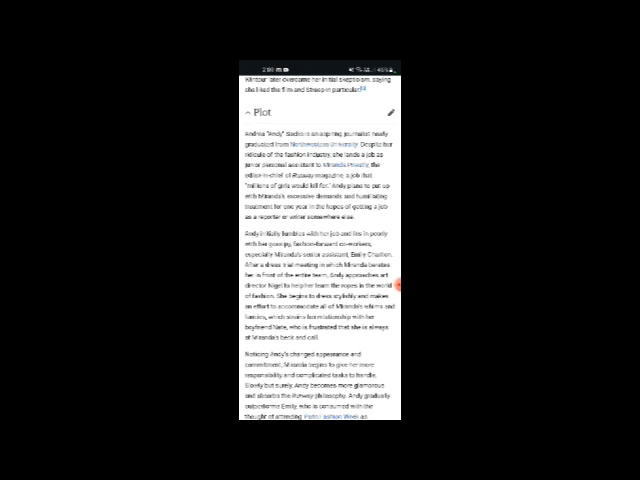 2:00
45%
Wintour later overcame her initial skepticism, saying
she liked the film and Streep in particular.
Plot
Andrea "Andy" Sachs is an aspiring journalist newly
graduated from Northwestern University. Despite her
ridicule of the fashion industry, she lands a job as
junior personal assistant to Miranda Priestly, the
editor-in-chief of Runway magazine, a job that
"millions of girls would kill for." Andy plans to put up
with Miranda's excessive demands and humiliating
treatment for one year in the hopes of getting a job
as a reporter or writer somewhere else.
Andy initially fumbles with her job and fits in poorly
with her gossipy, fashion-forward co-workers,
especially Miranda's senior assistant, Emily Charlton.
After a dress trial meeting in which Miranda berates
her in front of the entire team, Andy approaches art
director Nigel to help her learn the ropes in the world
of fashion. She begins to dress stylishly and makes
an effort to accommodate all of Miranda's whims and
fancies, which strains her relationship with her
boyfriend Nate, who is frustrated that she is always
at Miranda's beck and call.
Noticing Andy's changed appearance and
commitment, Miranda begins to give her more
responsibility and complicated tasks to handle.
Slowly but surely, Andy becomes more glamorous
and absorbs the Runway philosophy. Andy gradually
outperforms Emily, who is consumed with the
thought of attending Paris Fashion Week as